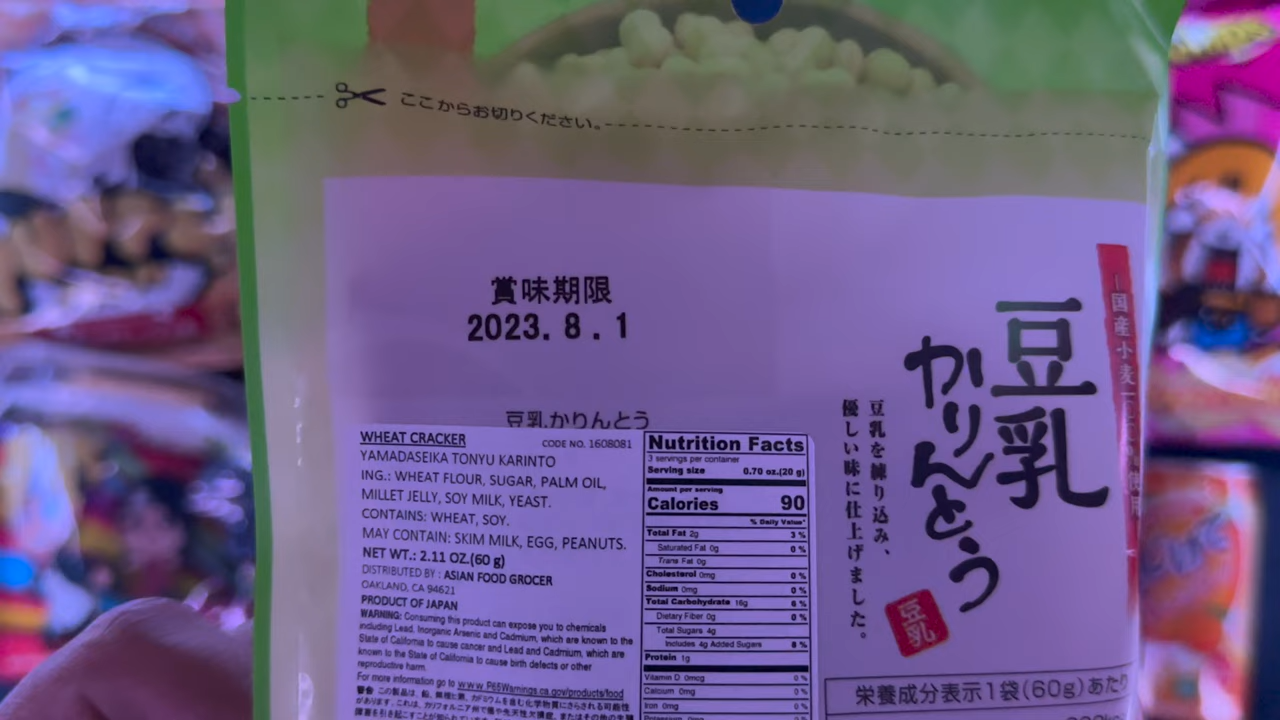 ここからお切りください。
賞味期限
2023. 8. 1
豆乳かりんとう
WHEAT CRACKER
CODE NO. 1608081
YAMADASEIKA TONYU KARINTO
ING.: WHEAT FLOUR, SUGAR, PALM OIL,
MILLET JELLY, SOY MILK, YEAST.
CONTAINS: WHEAT, SOY.
MAY CONTAIN: SKIM MILK, EGG, PEANUTS.
NET WT.: 2.11 OZ.(60 g)
DISTRIBUTED BY : ASIAN FOOD GROCER
OAKLAND, CA 94621
PRODUCT OF JAPAN
WARNING: Consuming this product can expose you to chemicals
including Lead, Inorganic Arsenic and Cadmium, which are known to the
State of California to cause cancer and Lead and Cadmium, which are
known to the State of California to cause birth defects or other
reproductive harm.
For more information go to www.P65Warnings.ca.gov/products/food
Nutrition Facts
3 servings per container
Serving size 0.70 oz.(20 g)
Amount per serving
Calories 90
% Daily Value*
Total Fat 2g 3 %
Saturated Fat 0g 0 %
Trans Fat 0g
Cholesterol 0mg 0 %
Sodium 0mg 0 %
Total Carbohydrate 16g 6 %
Dietary Fiber 0g 0 %
Total Sugars 4g
Includes 4g Added Sugars 8 %
Protein 1g
Vitamin D 0mcg 0 %
Calcium 0mg 0 %
Iron 0mg 0 %
国産小麦
豆乳
かりんとう
豆乳を練り込み、
優しい味に仕上げました。
豆乳
栄養成分表示1袋(60g)あたり